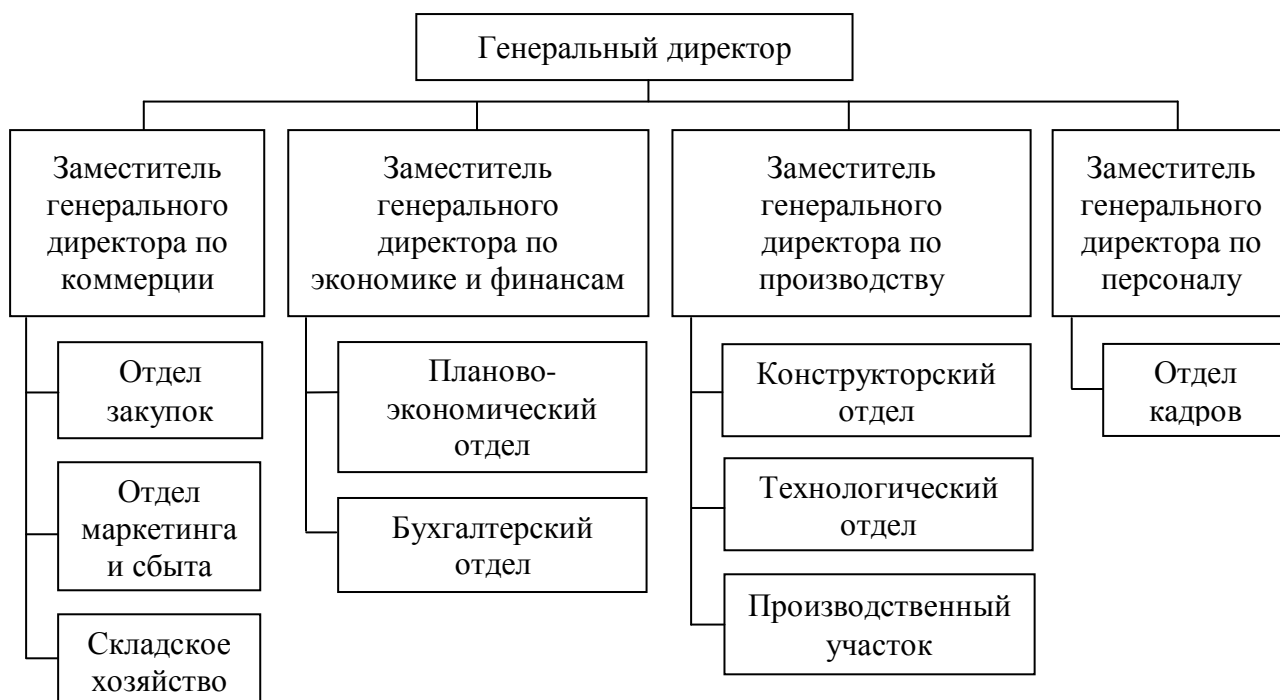 Генеральный директор
Заместитель
генерального
директора по
коммерции
Заместитель
генерального
директора по
экономике и финансам
Заместитель
генерального
директора по
производству
Заместитель
генерального
директора по
персоналу
Отдел
закупок
Отдел
маркетинга
и сбыта
Складское
хозяйство
Планово-
экономический
отдел
Бухгалтерский
отдел
Конструкторский
отдел
Технологический
отдел
Производственный
участок
Отдел
кадров